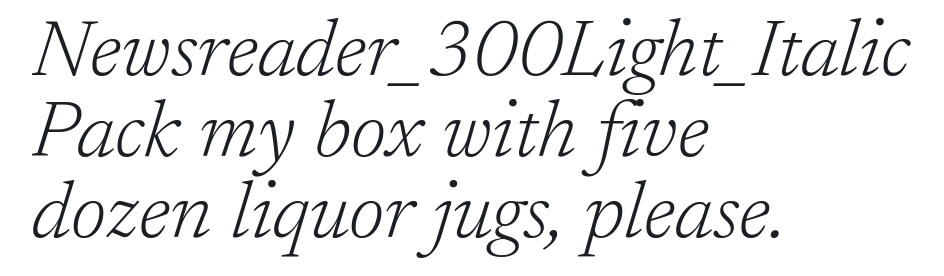 Newsreader_300Light_Italic
Pack my box with five
dozen liquor jugs, please.